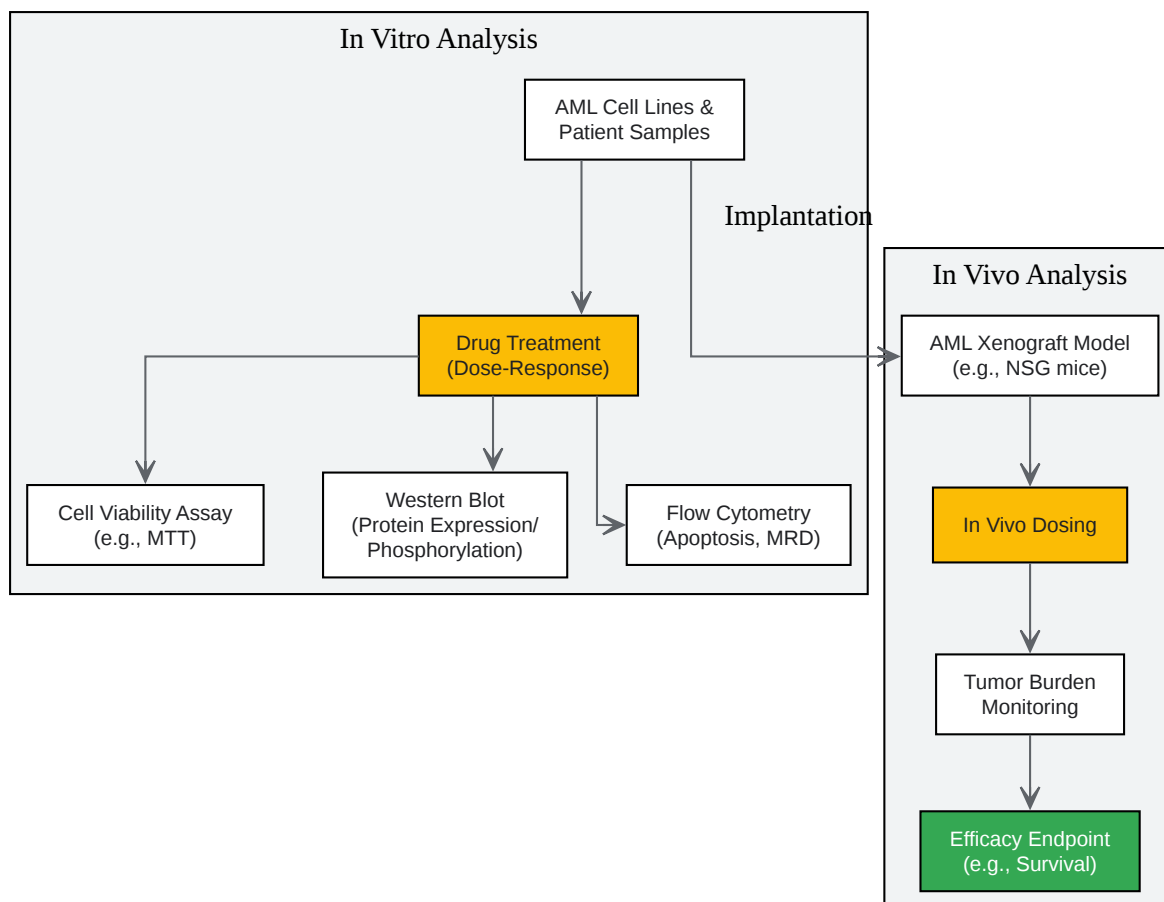 In Vitro Analysis
AML Cell Lines &
Patient Samples
Implantation
Drug Treatment
(Dose-Response)
Cell Viability Assay
(e.g., MTT)
Western Blot
(Protein Expression/
Phosphorylation)
Flow Cytometry
(Apoptosis, MRD)
In Vivo Analysis
AML Xenograft Model
(e.g., NSG mice)
In Vivo Dosing
Tumor Burden
Monitoring
Efficacy Endpoint
(e.g., Survival)